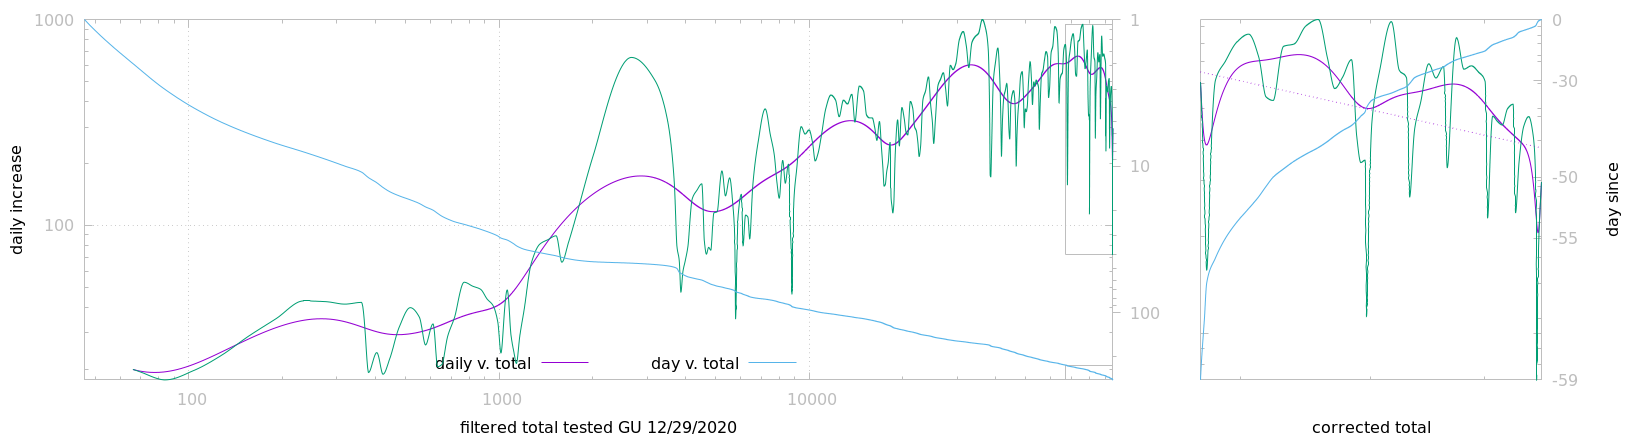 1000
100
daily increase
daily v. total
day v. total
100
1000
10000
filtered total tested GU 12/29/2020
1
10
100
0
-30
-50
-55
-59
day since
corrected total